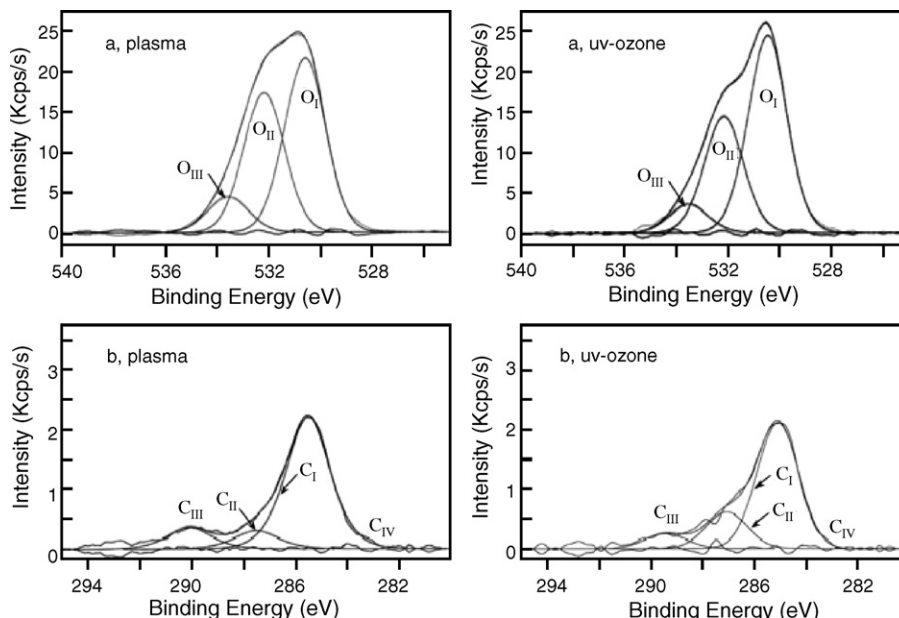 a, plasma
Intensity (Kcps/s)
25
20
15
10
5
0
O_I
O_II
O_III
540 536 532 528
Binding Energy (eV)
a, uv-ozone
Intensity (Kcps/s)
25
20
15
10
5
0
O_I
O_II
O_III
540 536 532 528
Binding Energy (eV)
b, plasma
Intensity (Kcps/s)
3
2
1
0
C_III
C_II
C_I
C_IV
294 290 286 282
Binding Energy (eV)
b, uv-ozone
Intensity (Kcps/s)
3
2
1
0
C_III
C_I
C_II
C_IV
294 290 286 282
Binding Energy (eV)